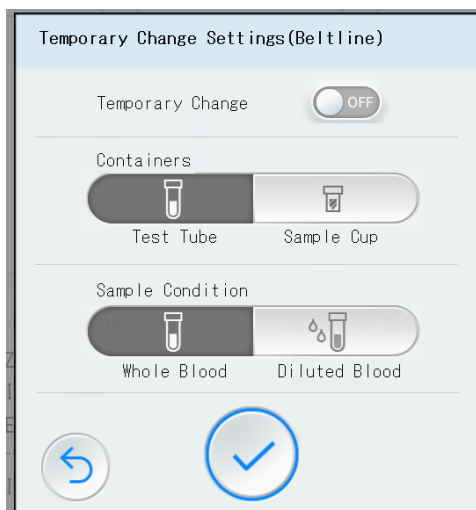 Temporary Change Settings(Beltline)
Temporary Change
OFF
Containers
Test Tube
Sample Cup
Sample Condition
Whole Blood
Diluted Blood